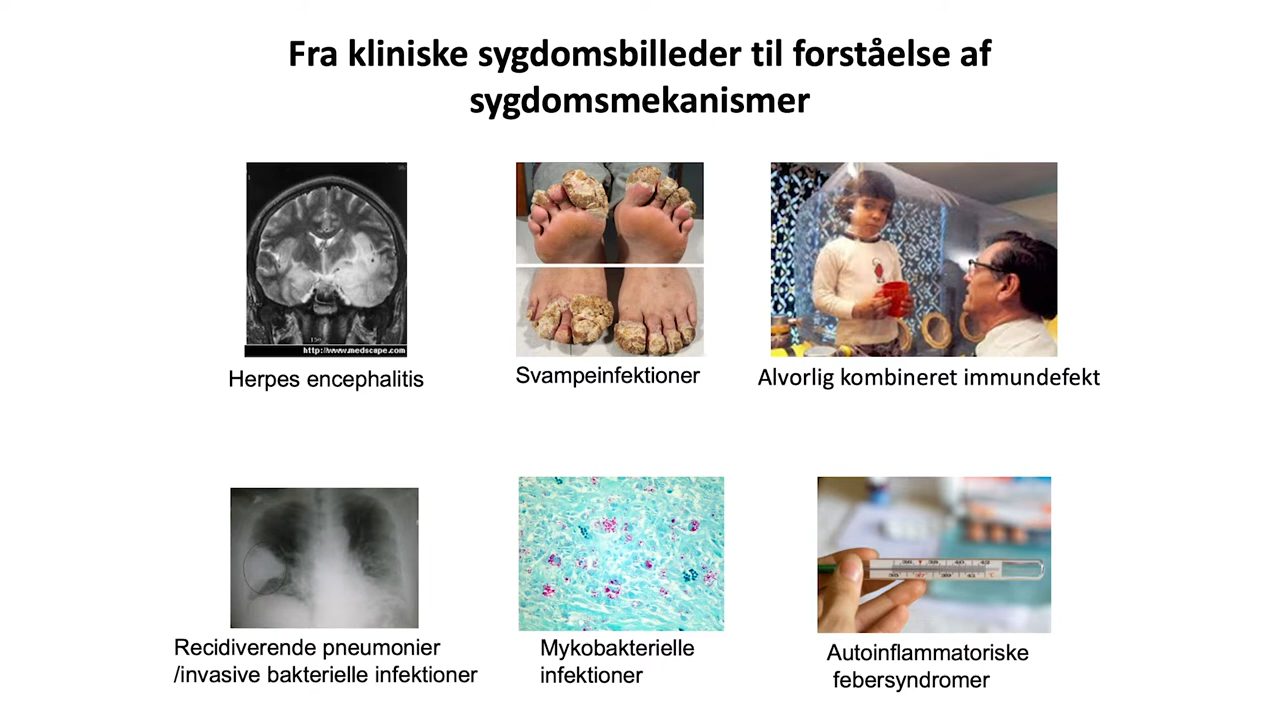 Fra kliniske sygdomsbilleder til forståelse af
sygdomsmekanismer
http://www.medscape.com
Herpes encephalitis
Svampeinfektioner
Alvorlig kombineret immundefekt
Recidiverende pneumonier
/invasive bakterielle infektioner
Mykobakterielle
infektioner
Autoinflammatoriske
febersyndromer